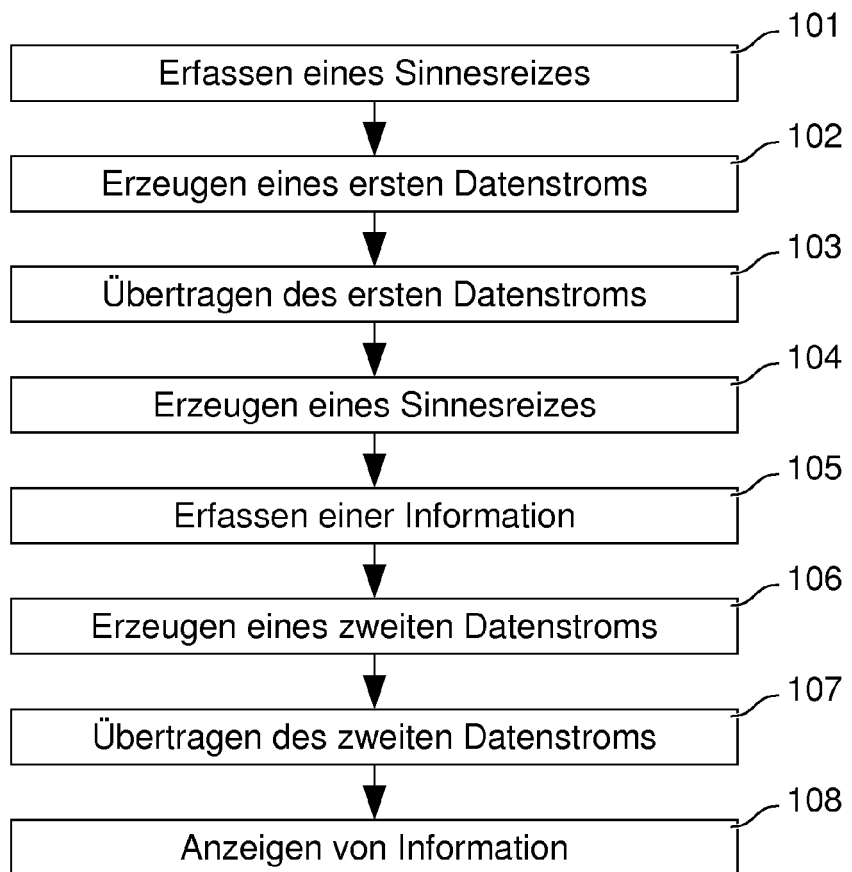 101
Erfassen eines Sinnesreizes
102
Erzeugen eines ersten Datenstroms
103
Übertragen des ersten Datenstroms
104
Erzeugen eines Sinnesreizes
105
Erfassen einer Information
106
Erzeugen eines zweiten Datenstroms
107
Übertragen des zweiten Datenstroms
108
Anzeigen von Information